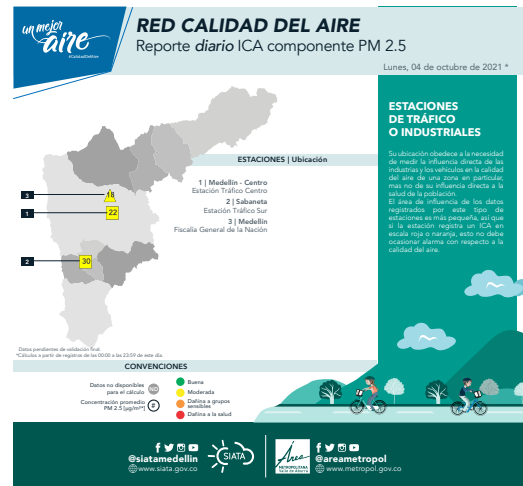 un mejor
aire
#CalidadDelAire
RED CALIDAD DEL AIRE
Reporte diario ICA componente PM 2.5
Lunes, 04 de octubre de 2021 *
ESTACIONES
DE TRÁFICO
O INDUSTRIALES
Su ubicación obedece a la necesidad
de medir la influencia directa de las
industrias y los vehículos en la calidad
del aire de una zona en particular,
mas no de su influencia directa a la
salud de la población.
El área de influencia de los datos
registrados por este tipo de
estaciones es más pequeña, así que
si la estación registra un ICA en
escala roja o naranja, esto no debe
ocasionar alarma con respecto a la
calidad del aire.
ESTACIONES | Ubicación
1 | Medellín - Centro
Estación Tráfico Centro
2 | Sabaneta
Estación Tráfico Sur
3 | Medellín
Fiscalía General de la Nación
3
18
1
22
2
30
Datos pendientes de validación final.
*Cálculos a partir de registros de las 00:00 a las 23:59 de este día.
CONVENCIONES
Datos no disponibles
para el cálculo
ND
Concentración promedio
PM 2.5 [µg/m³*]
#
Buena
Moderada
Dañina a grupos
sensibles
Dañina a la salud
@siatamedellin
www.siata.gov.co
SIATA
Área
METROPOLITANA
Valle de Aburrá
@areametropol
www.metropol.gov.co